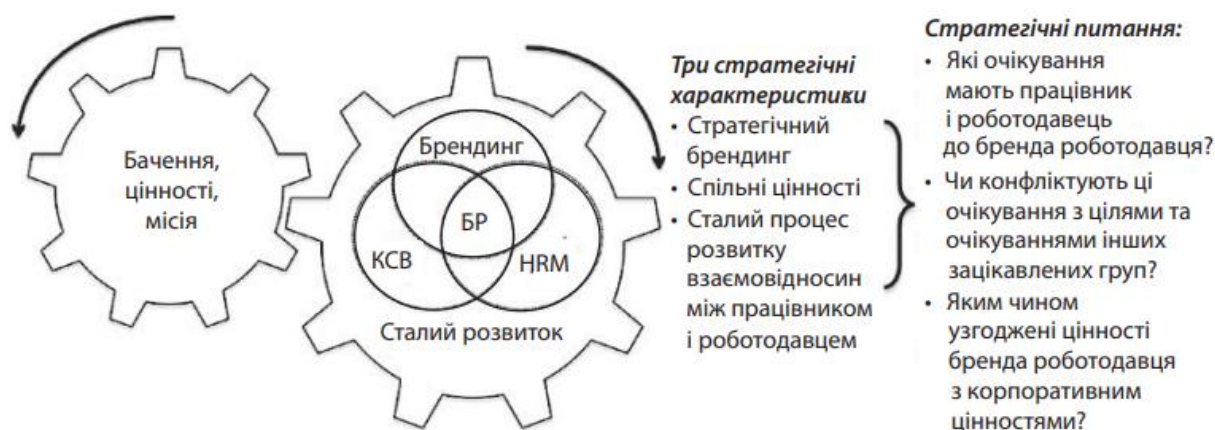 Бачення,
цінності,
місія
Брендинг
БР
КСВ
HRM
Сталий розвиток
Три стратегічні
характеристики
• Стратегічний
брендинг
• Спільні цінності
• Сталий процес
розвитку
взаємовідносин
між працівником
і роботодавцем
Стратегічні питання:
• Які очікування
мають працівник
і роботодавець
до бренда роботодавця?
• Чи конфліктують ці
очікування з цілями та
очікуваннями інших
зацікавлених груп?
• Яким чином
узгоджені цінності
бренда роботодавця
з корпоративним
цінностями?